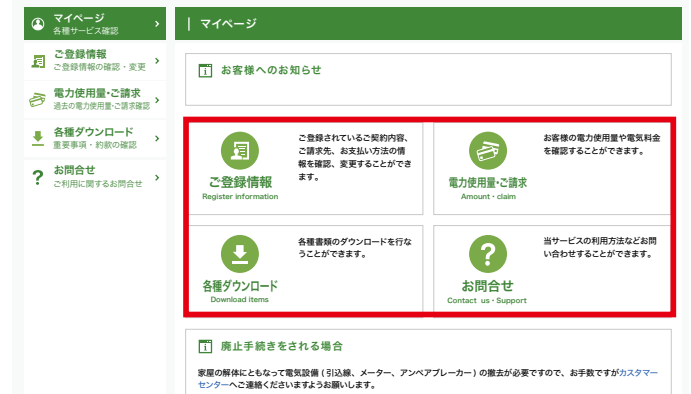 マイページ
各種サービス確認
ご登録情報
ご登録情報の確認・変更
電力使用量・ご請求
過去の電力使用量・ご請求確認
各種ダウンロード
重要事項・約款の確認
お問合せ
ご利用に関するお問合せ
マイページ
お客様へのお知らせ
ご登録情報
Register information
ご登録されているご契約内容、
ご請求先、お支払い方法の情
報を確認、変更することができ
ます。
電力使用量・ご請求
Amount・claim
お客様の電力使用量や電気料金
を確認することができます。
各種ダウンロード
Download items
各種書類のダウンロードを行な
うことができます。
お問合せ
Contact us・Support
当サービスの利用方法などお問
い合わせすることができます。
廃止手続きをされる場合
家屋の解体にともなって電気設備(引込線、メーター、アンペアブレーカー)の撤去が必要ですので、お手数ですがカスタマー
センターへご連絡くださいますようお願いします。